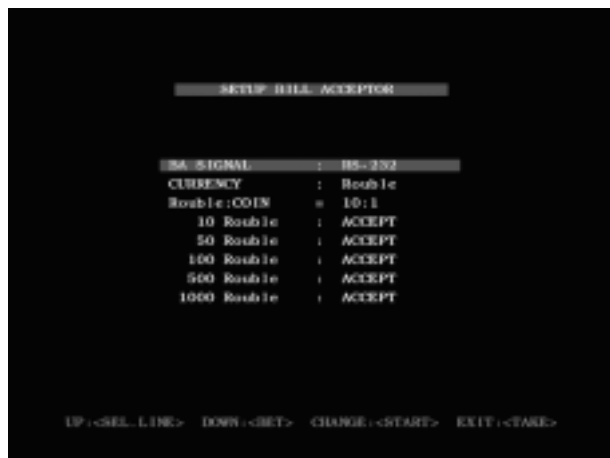 SETUP BILL ACCEPTOR
BA SIGNAL : RS-232
CURRENCY : Rouble
Rouble:COIN = 10:1
10 Rouble : ACCEPT
50 Rouble : ACCEPT
100 Rouble : ACCEPT
500 Rouble : ACCEPT
1000 Rouble : ACCEPT
UP:<SEL.LINE> DOWN:<BET> CHANGE:<START> EXIT:<TAKE>